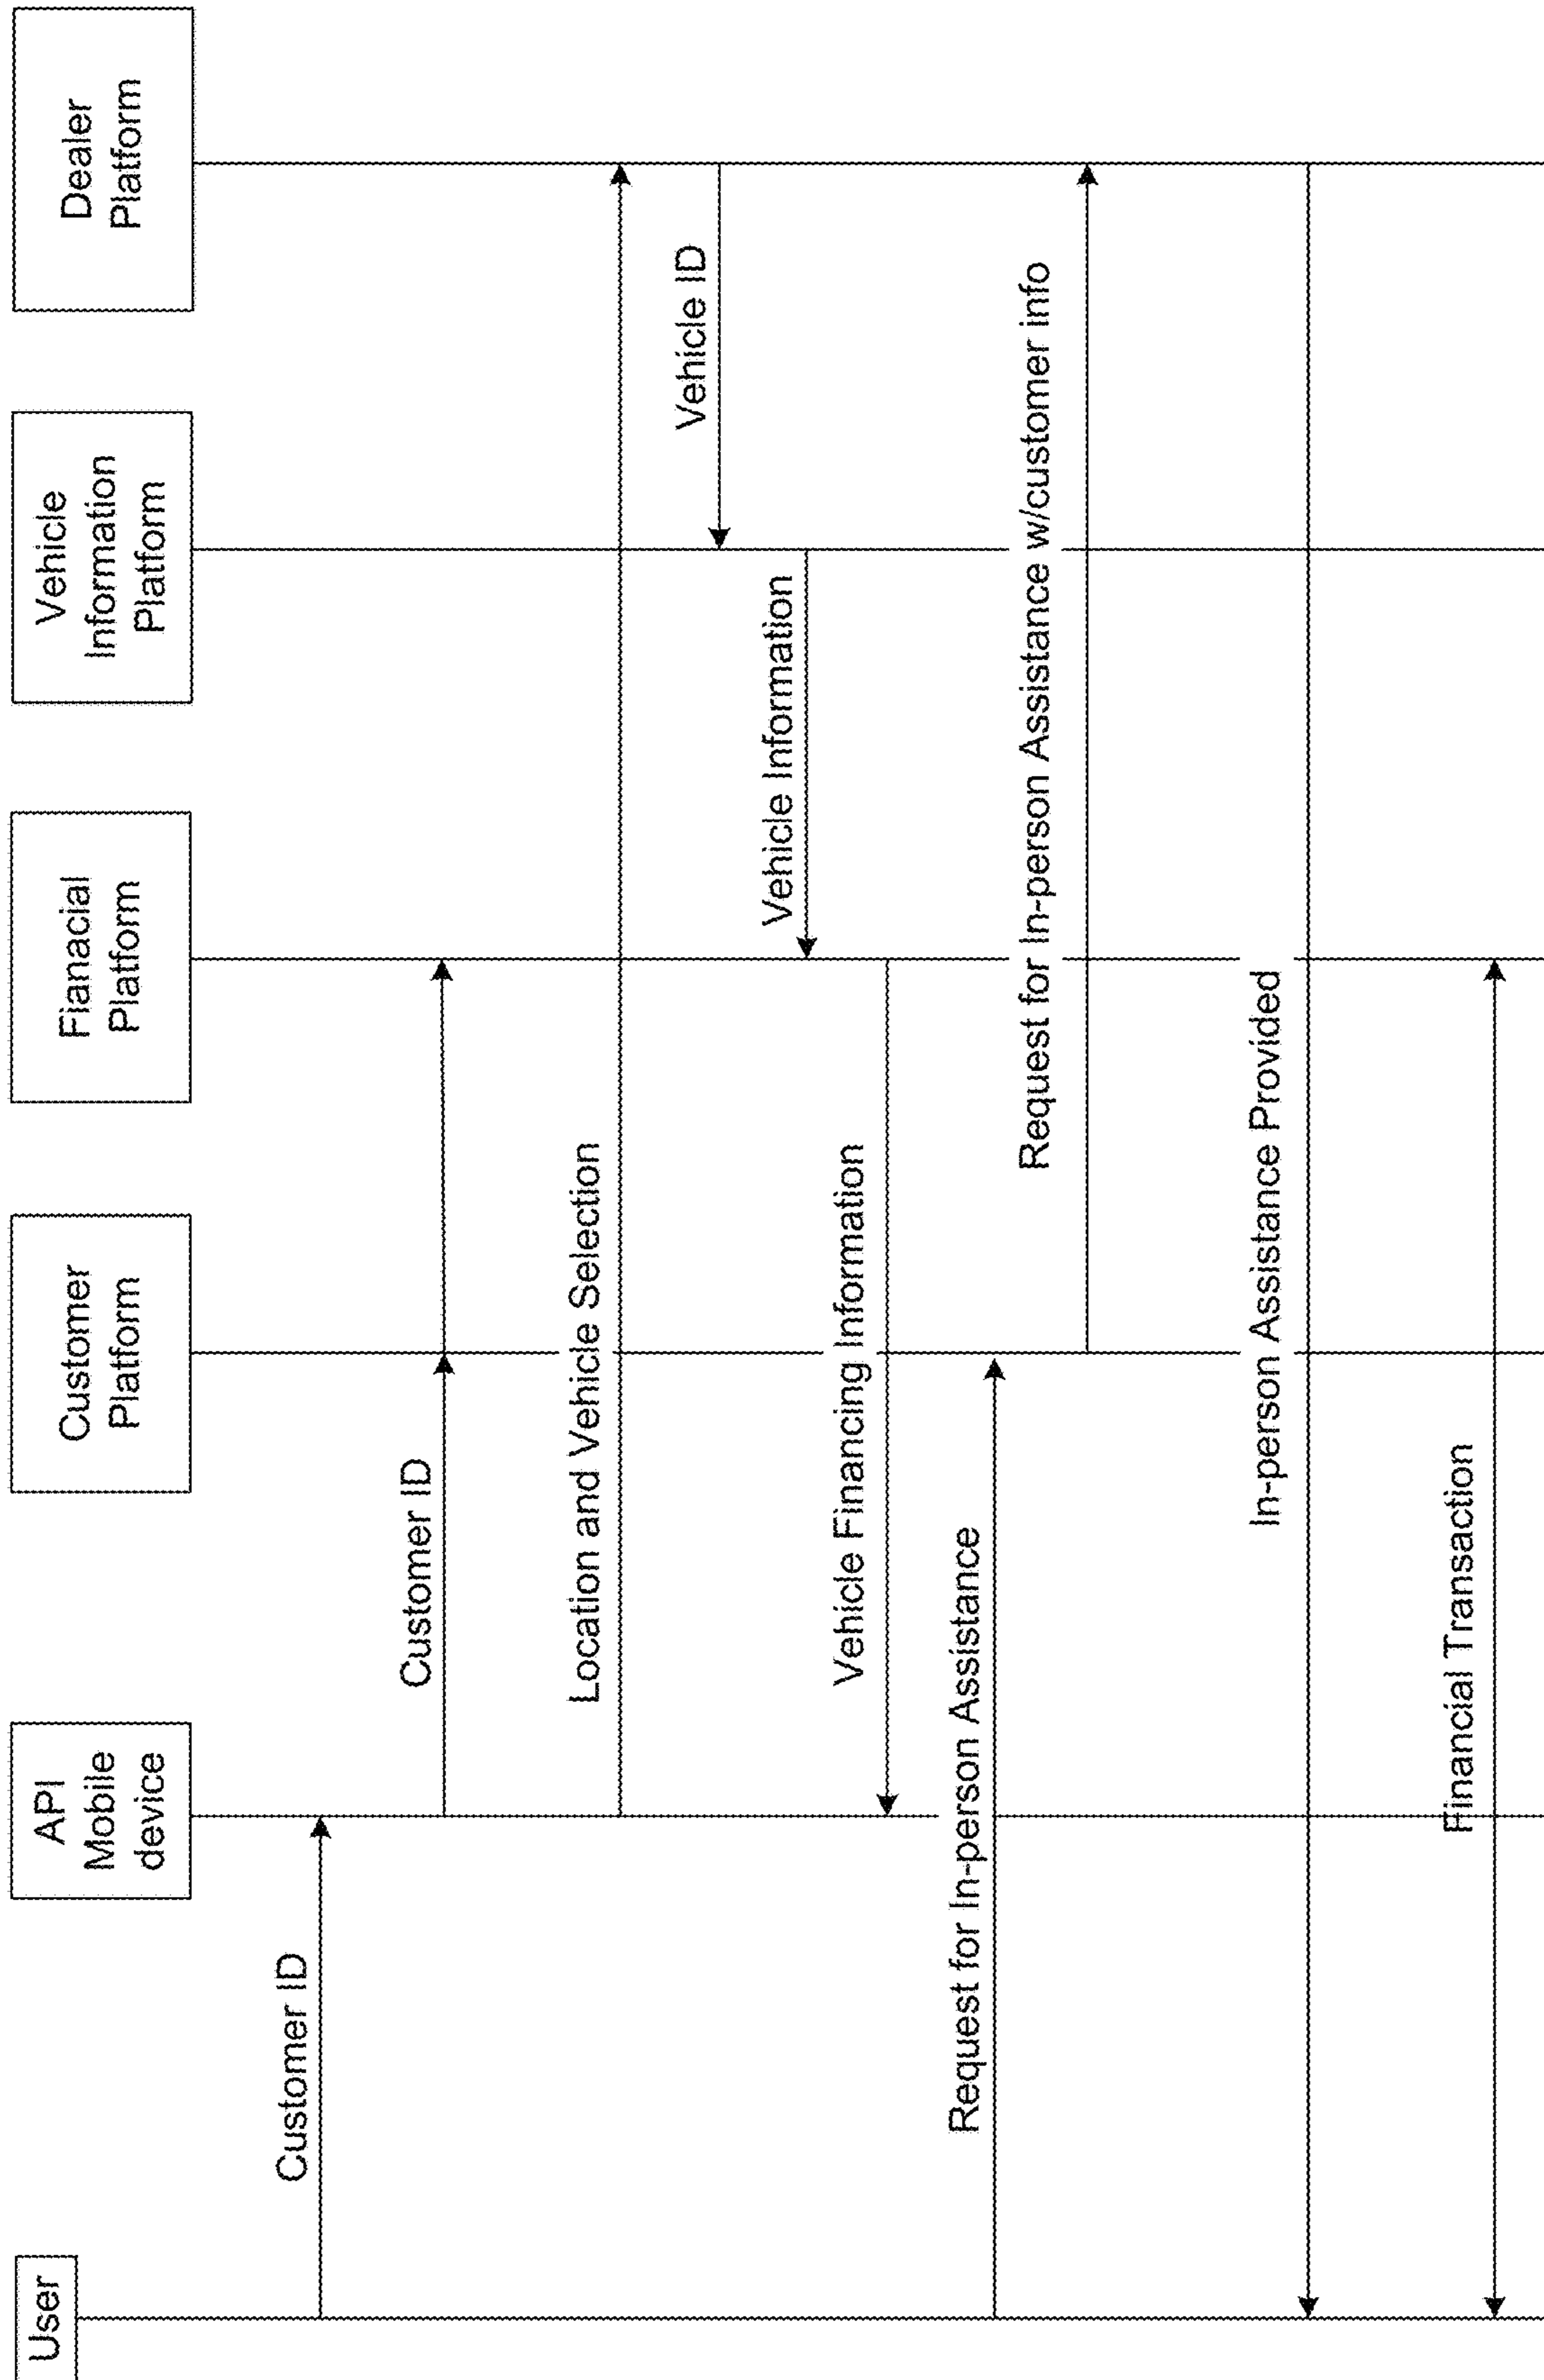 User
API
Mobile
device
Customer
Platform
Fianacial
Platform
Vehicle
Information
Platform
Dealer
Platform
Customer ID
Customer ID
Location and Vehicle Selection
Vehicle ID
Vehicle Information
Vehicle Financing Information
Request for In-person Assistance
Request for In-person Assistance w/customer info
In-person Assistance Provided
Financial Transaction